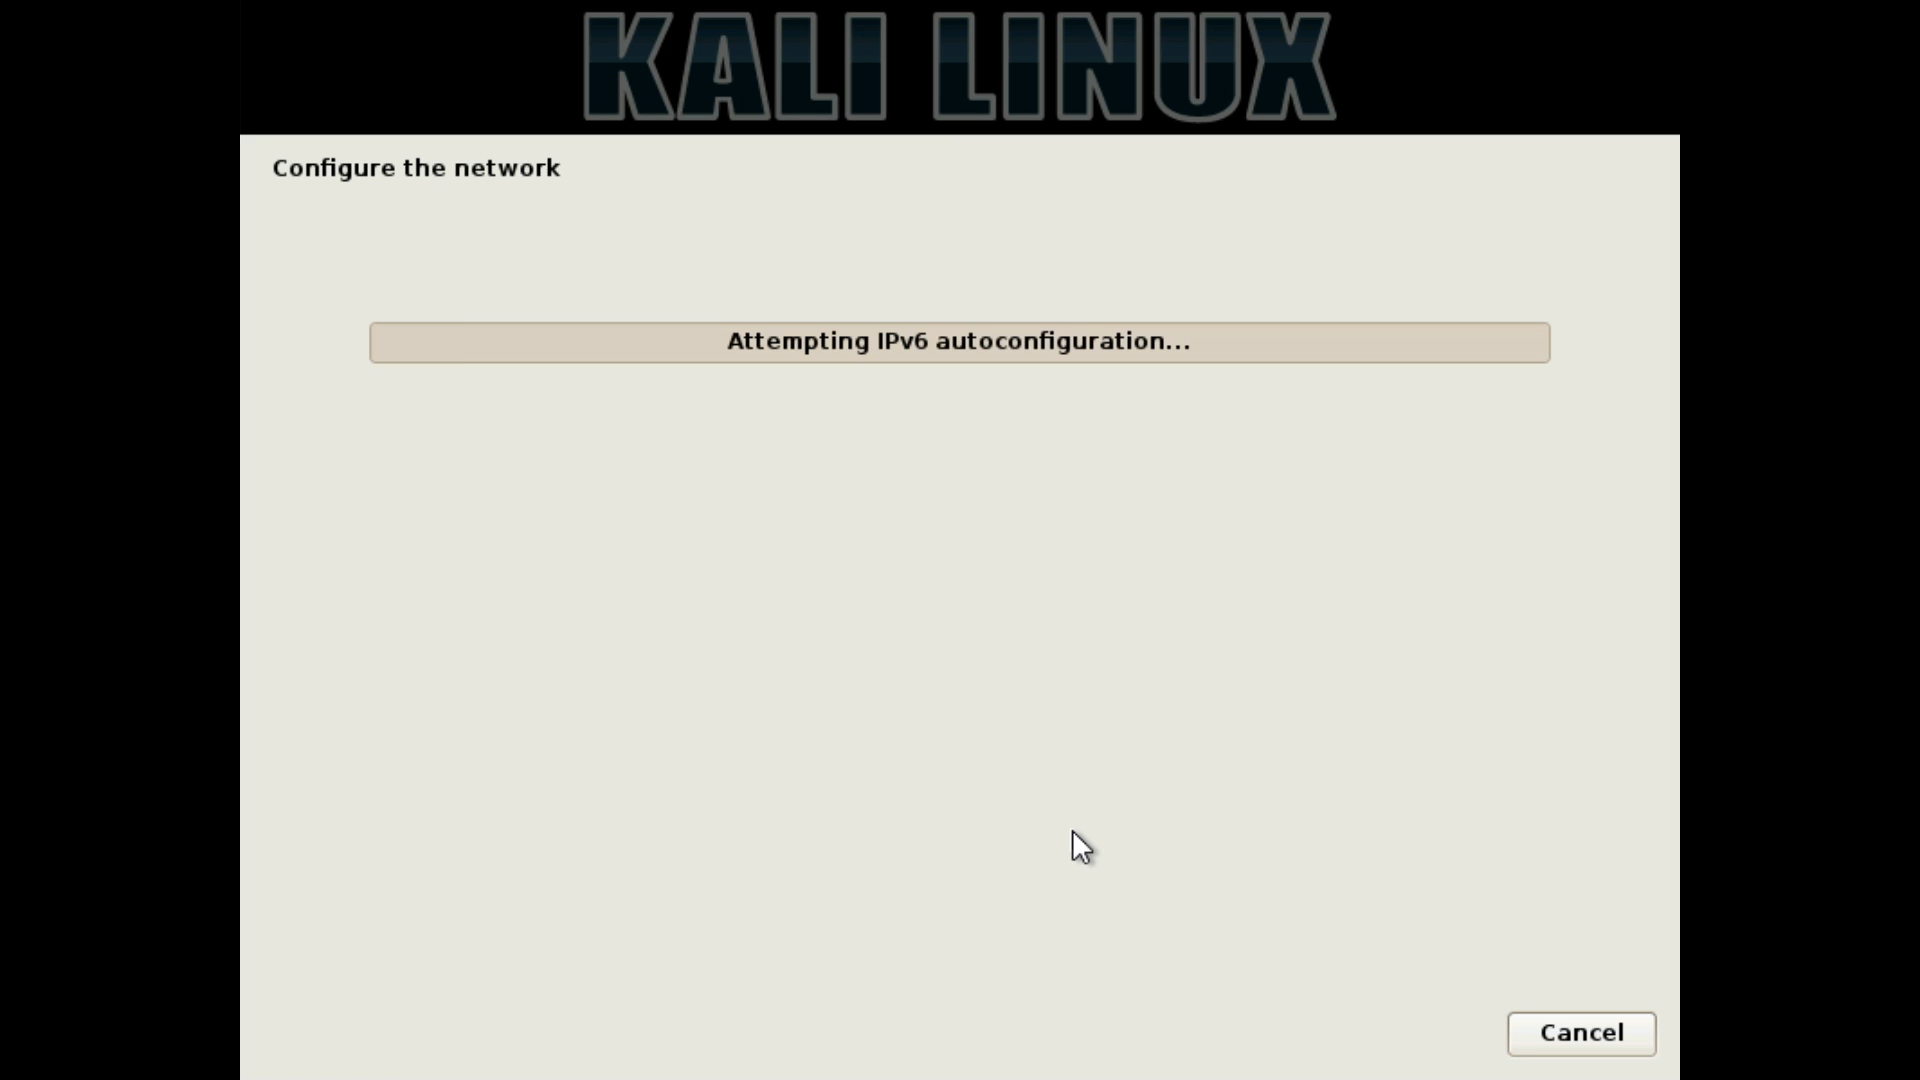 KALI LINUX
Configure the network
Attempting IPv6 autoconfiguration...
Cancel